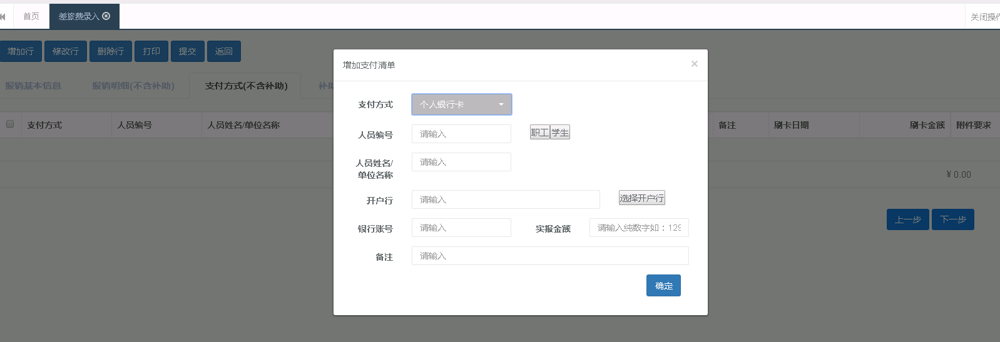 首页 差旅费录入 关闭操作
增加行 修改行 删除行 打印 提交 返回
增加支付清单 ×
报销基本信息 报销明细(不含补助) 支付方式(不含补助) 补助
支付方式 个人银行卡
支付方式 人员编号 人员姓名/单位名称 备注 刷卡日期 刷卡金额 附件要求
人员编号 请输入 职工 学生
人员姓名/ 请输入
单位名称
¥ 0.00
开户行 请输入 选择开户行
上一步 下一步
银行账号 请输入 实报金额 请输入纯数字如：129
备注 请输入
确定